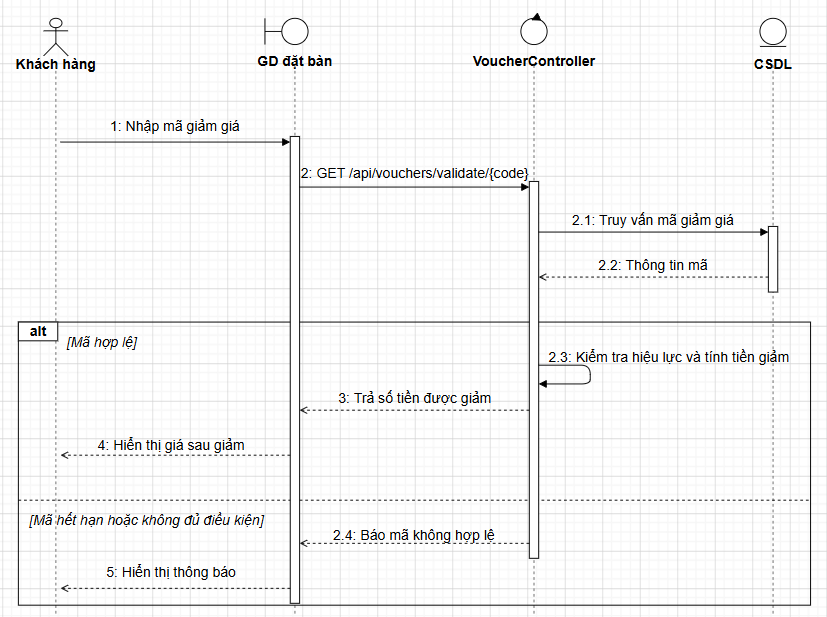 Khách hàng
GD đặt bàn
VoucherController
CSDL
1: Nhập mã giảm giá
2: GET /api/vouchers/validate/{code}
2.1: Truy vấn mã giảm giá
2.2: Thông tin mã
alt
[Mã hợp lệ]
2.3: Kiểm tra hiệu lực và tính tiền giảm
3: Trả số tiền được giảm
4: Hiển thị giá sau giảm
[Mã hết hạn hoặc không đủ điều kiện]
2.4: Báo mã không hợp lệ
5: Hiển thị thông báo